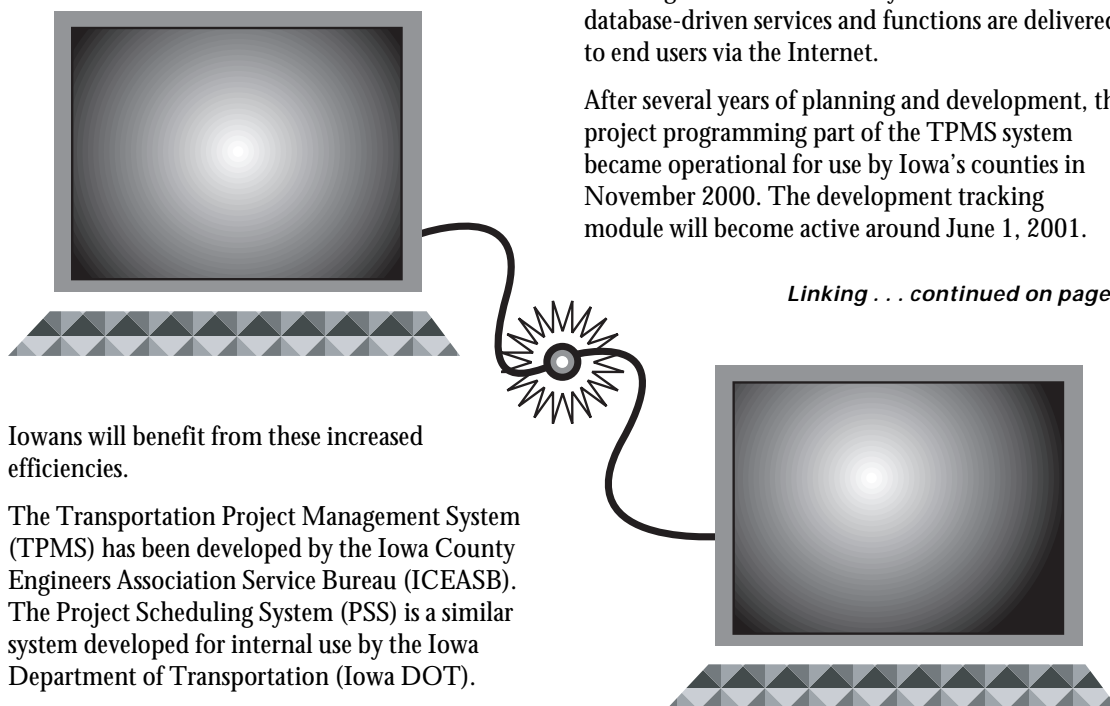 Iowans will benefit from these increased
efficiencies.
The Transportation Project Management System
(TPMS) has been developed by the Iowa County
Engineers Association Service Bureau (ICEASB).
The Project Scheduling System (PSS) is a similar
system developed for internal use by the Iowa
Department of Transportation (Iowa DOT).
database-driven services and functions are delivered
to end users via the Internet.
After several years of planning and development,
project programming part of the TPMS system
became operational for use by Iowa's counties in
November 2000. The development tracking
module will become active around June 1, 2001.
Linking . . . continued on page